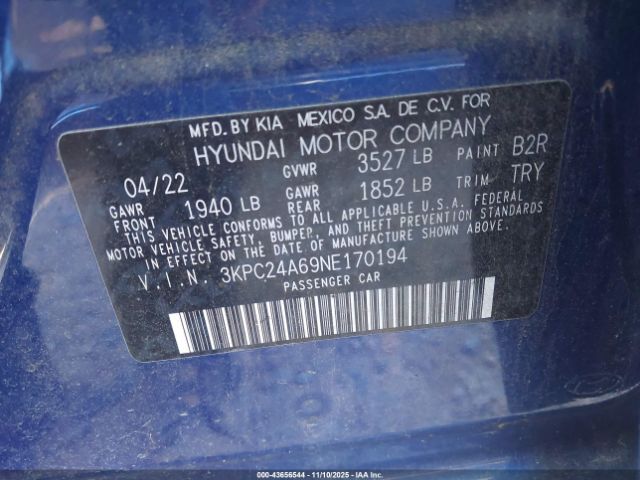 MFD. BY KIA MEXICO S.A. DE C.V. FOR
HYUNDAI MOTOR COMPANY
04/22 GVWR 3527 LB PAINT B2R
GAWR FRONT 1940 LB GAWR REAR 1852 LB TRIM TRY
THIS VEHICLE CONFORMS TO ALL APPLICABLE U.S.A. FEDERAL
MOTOR VEHICLE SAFETY, BUMPER, AND THEFT PREVENTION STANDARDS
IN EFFECT ON THE DATE OF MANUFACTURE SHOWN ABOVE.
V.I.N. 3KPC24A69NE170194
PASSENGER CAR
000-43656544 - 11/10/2025 - IAAI.CA